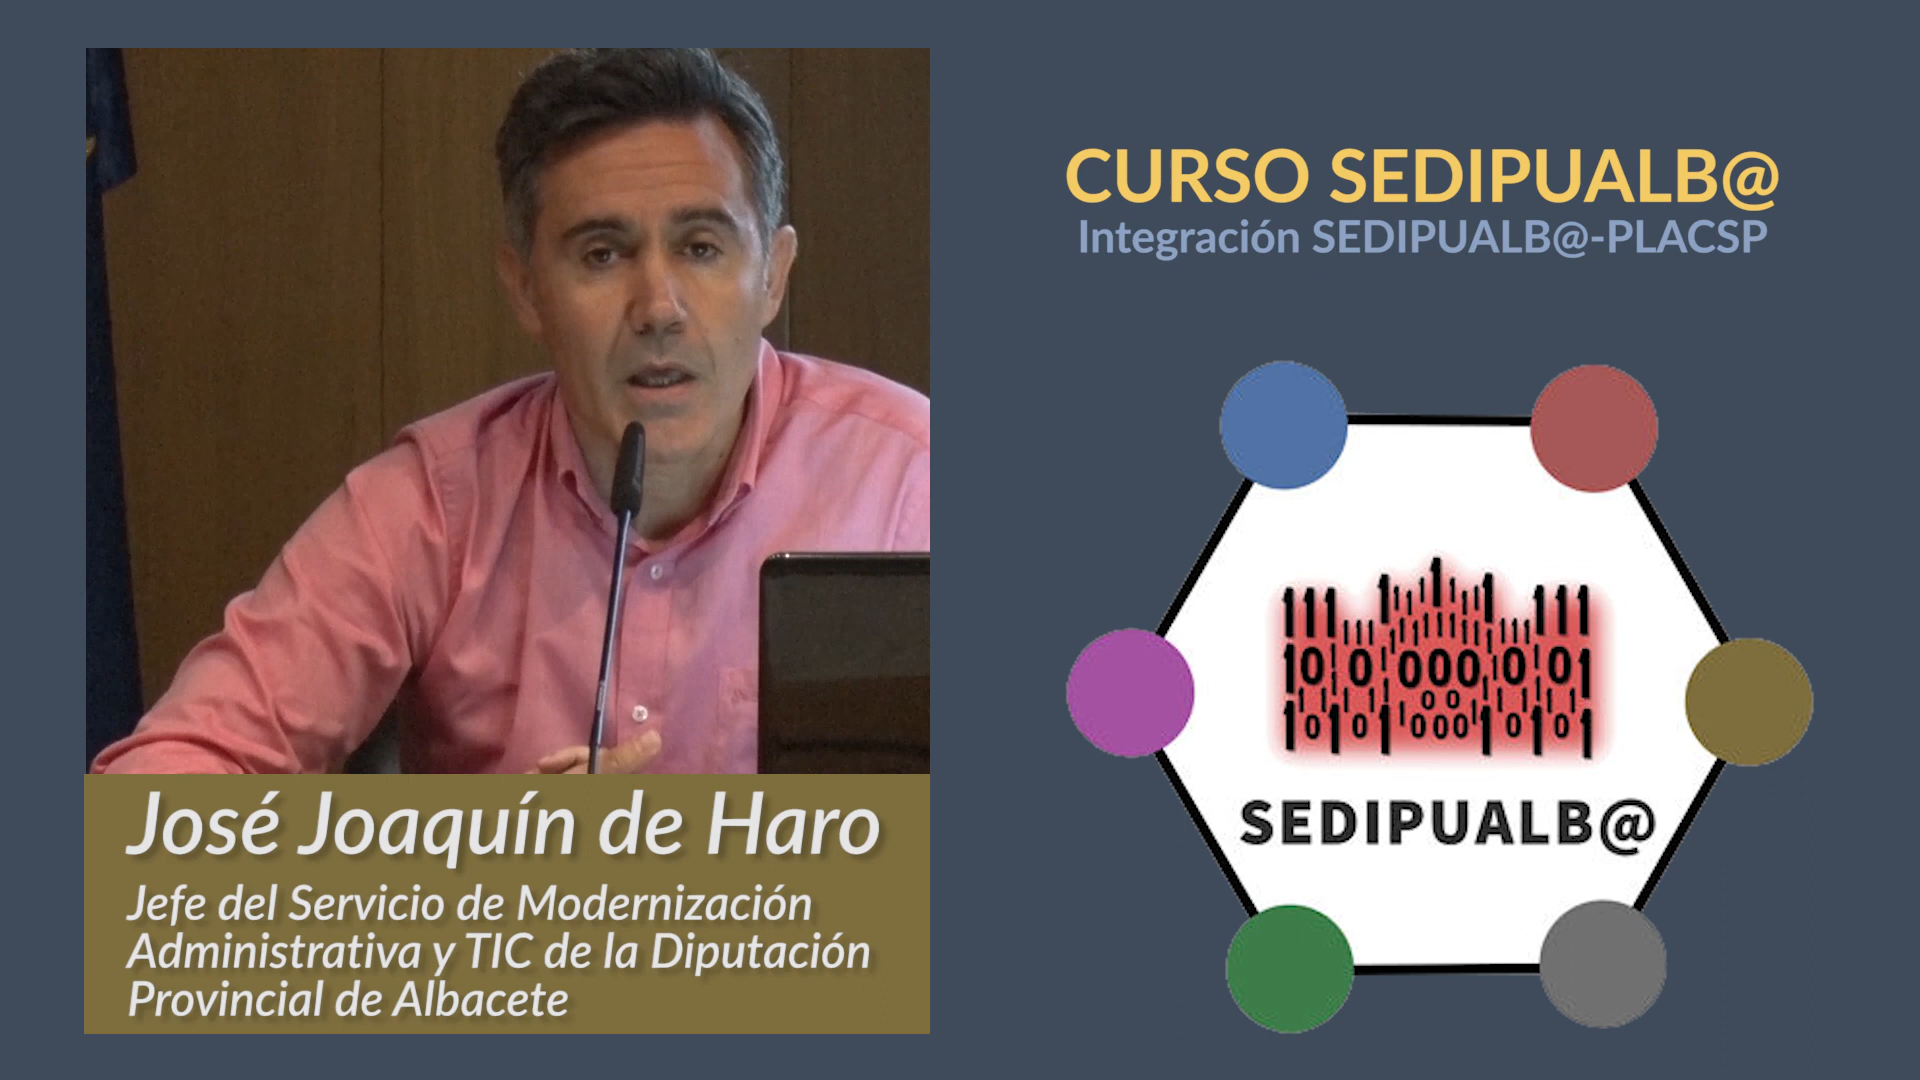 CURSO SEDIPUALB@
Integración SEDIPUALB@-PLACSP
José Joaquín de Haro
Jefe del Servicio de Modernización
Administrativa y TIC de la Diputación
Provincial de Albacete
SEDIPUALB@